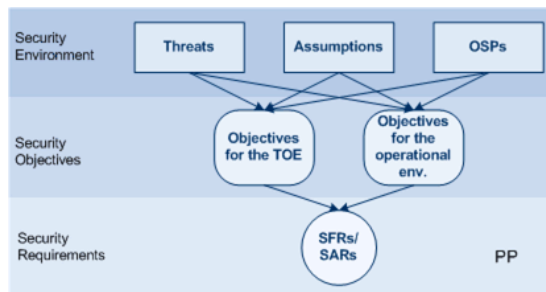 Security
Environment
Threats
Assumptions
OSPs
Security
Objectives
Objectives
for the TOE
Objectives
for the
operational
env.
Security
Requirements
SFRs/
SARs
PP